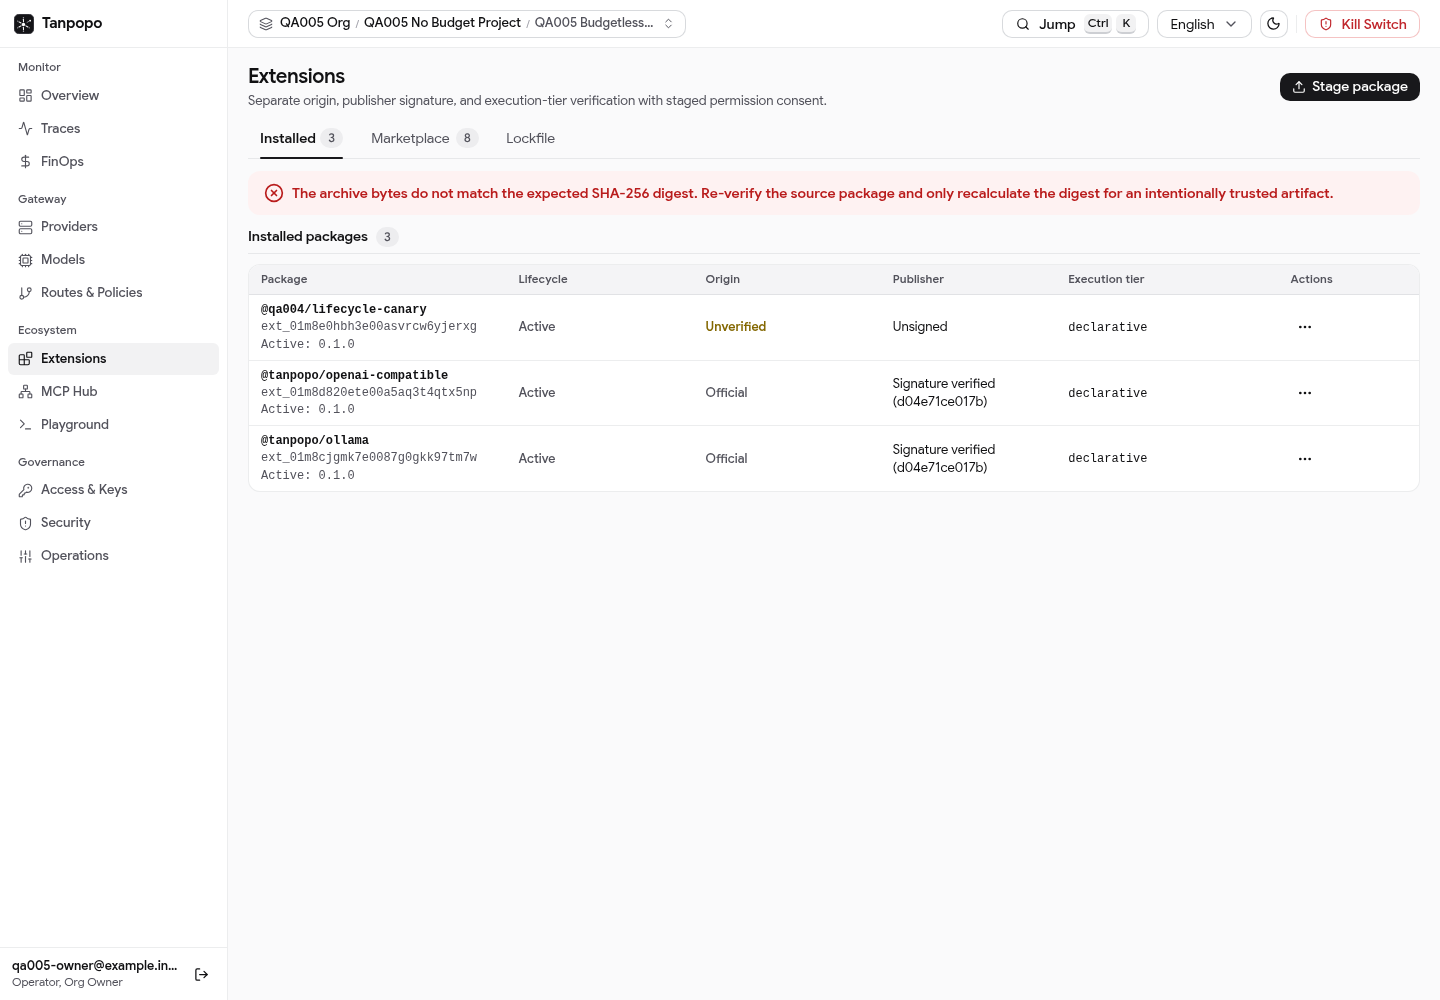 Tanpopo
QA005 Org / QA005 No Budget Project / QA005 Budgetless...
Jump Ctrl K
English
Kill Switch
Monitor
Overview
Traces
FinOps
Gateway
Providers
Models
Routes & Policies
Ecosystem
Extensions
MCP Hub
Playground
Governance
Access & Keys
Security
Operations
qa005-owner@example.in...
Operator, Org Owner
Extensions
Separate origin, publisher signature, and execution-tier verification with staged permission consent.
Stage package
Installed 3 Marketplace 8 Lockfile
The archive bytes do not match the expected SHA-256 digest. Re-verify the source package and only recalculate the digest for an intentionally trusted artifact.
Installed packages 3
Package Lifecycle Origin Publisher Execution tier Actions
@qa004/lifecycle-canary
ext_01m8e0hbh3e00asvrcw6yjerxg
Active: 0.1.0
Active Unverified Unsigned declarative
@tanpopo/openai-compatible
ext_01m8d820ete00a5aq3t4qtx5np
Active: 0.1.0
Active Official
Signature verified
(d04e71ce017b)
declarative
@tanpopo/ollama
ext_01m8cjgmk7e0087g0gkk97tm7w
Active: 0.1.0
Active Official
Signature verified
(d04e71ce017b)
declarative